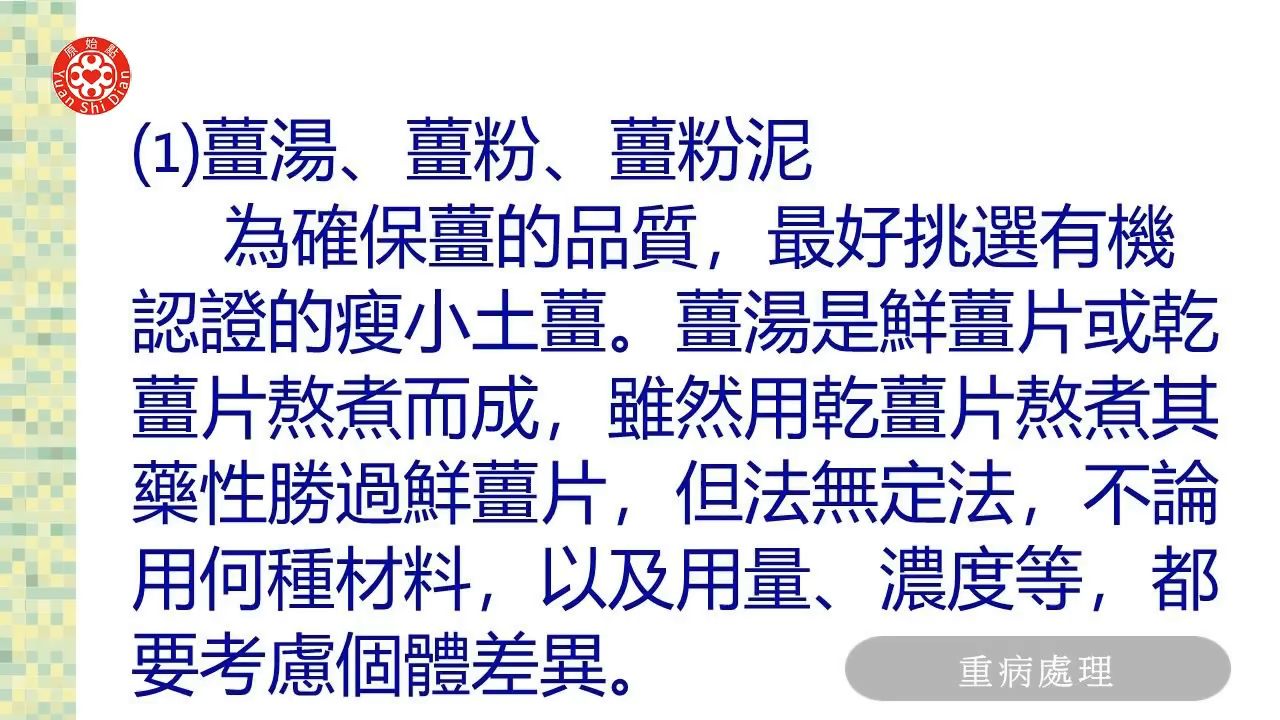 原始點
Yuan Shi Dian
(1)薑湯、薑粉、薑粉泥
為確保薑的品質，最好挑選有機
認證的瘦小土薑。薑湯是鮮薑片或乾
薑片熬煮而成，雖然用乾薑片熬煮其
藥性勝過鮮薑片，但法無定法，不論
用何種材料，以及用量、濃度等，都
要考慮個體差異。
重病處理